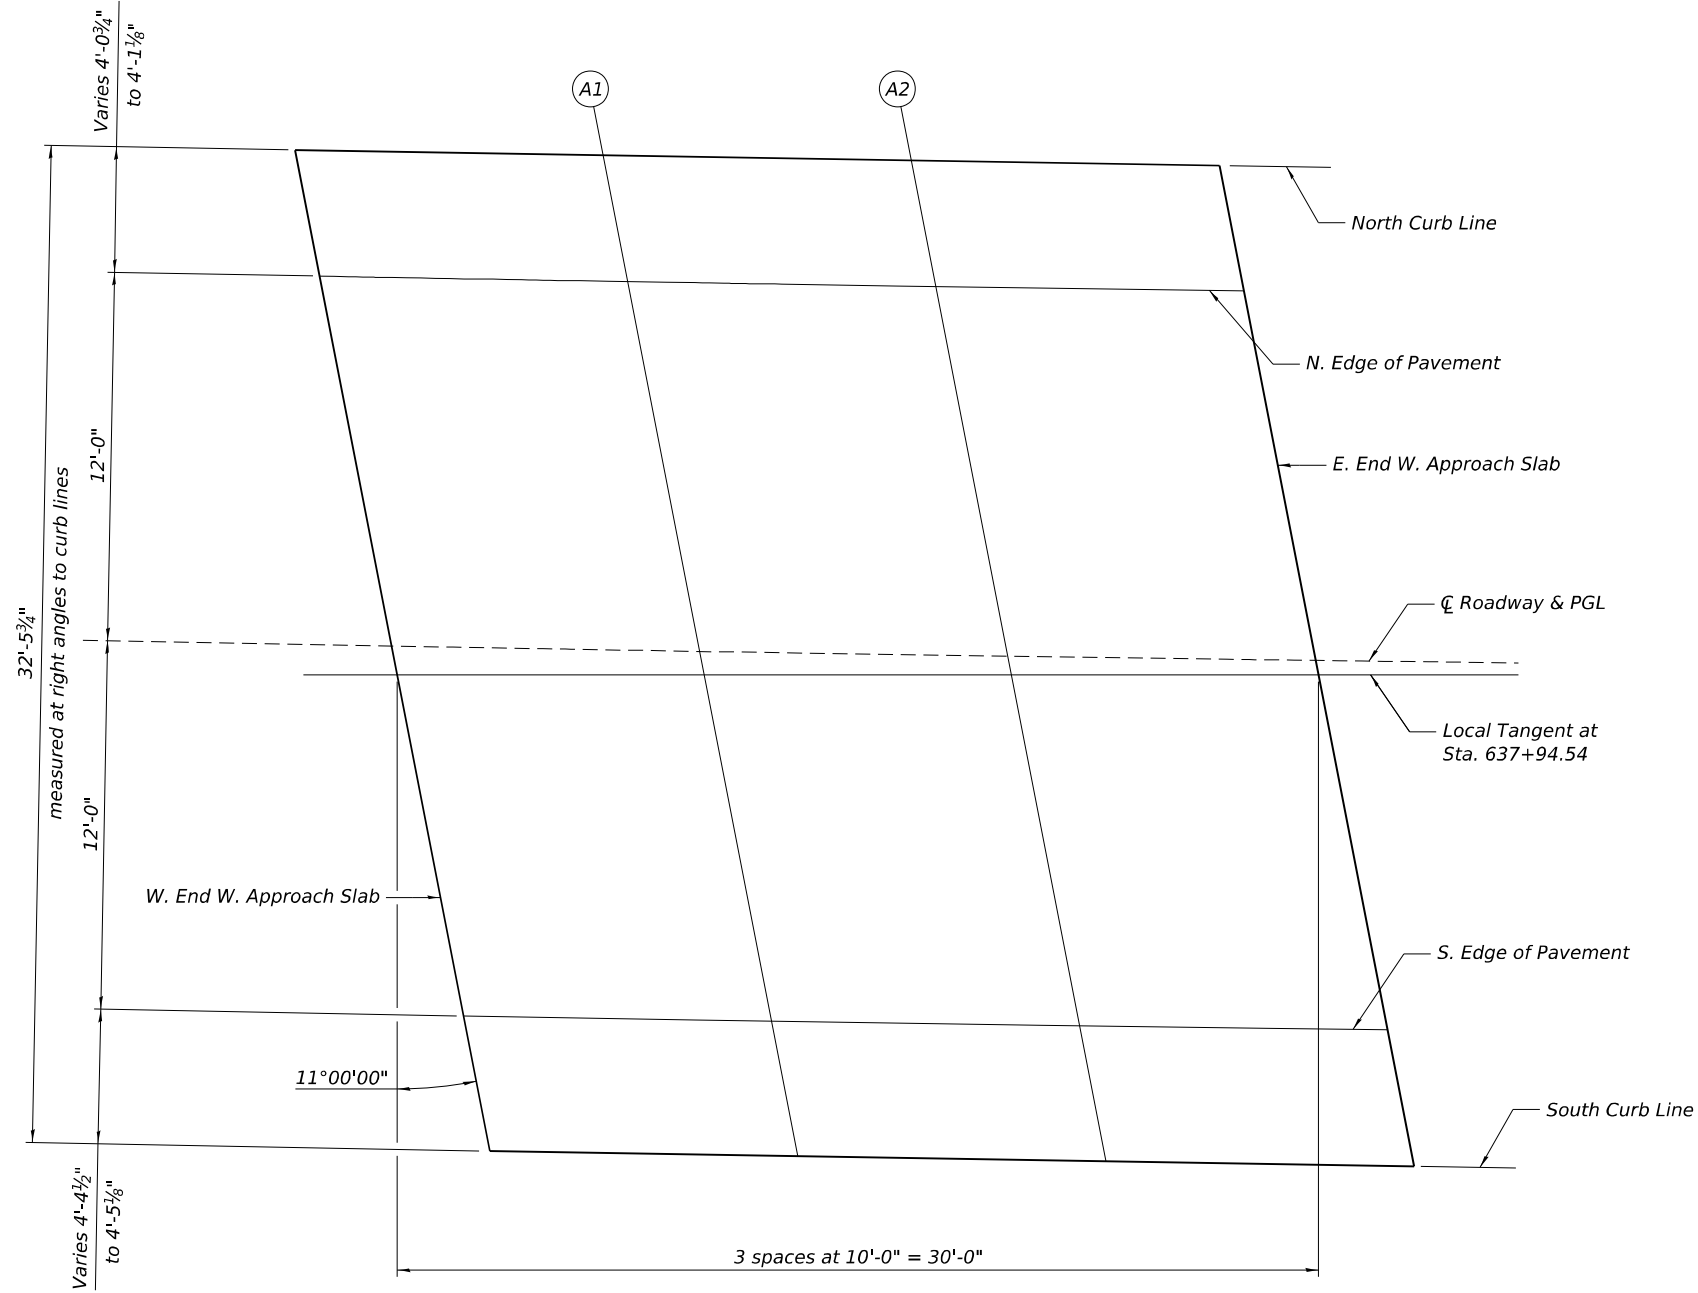 Varies 4'-0¾"
to 4'-1⅛"
A1
A2
North Curb Line
N. Edge of Pavement
12'-0"
E. End W. Approach Slab
32'-5¾"
measured at right angles to curb lines
℄ Roadway & PGL
Local Tangent at
Sta. 637+94.54
12'-0"
W. End W. Approach Slab
S. Edge of Pavement
11°00'00"
South Curb Line
Varies 4'-4½"
to 4'-5⅛"
3 spaces at 10'-0" = 30'-0"